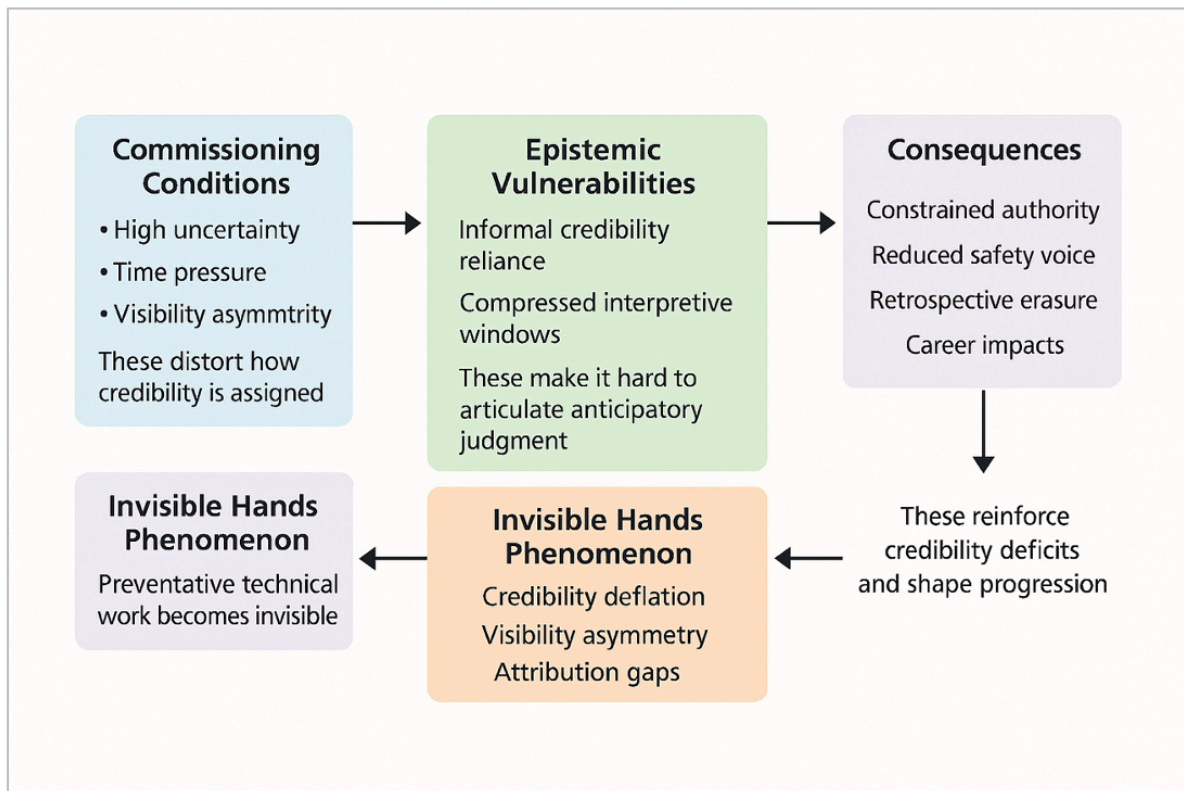 Commissioning
Conditions
• High uncertainty
• Time pressure
• Visibility asymmtrity
These distort how
credibility is assigned
Epistemic
Vulnerabilities
Informal credibility
reliance
Compressed interpretive
windows
These make it hard to
articulate anticipatory
judgment
Consequences
Constrained authority
Reduced safety voice
Retrospective erasure
Career impacts
These reinforce
credibility deficits
and shape progression
Invisible Hands
Phenomenon
Credibility deflation
Visibility asymmetry
Attribution gaps
Invisible Hands
Phenomenon
Preventative technical
work becomes invisible